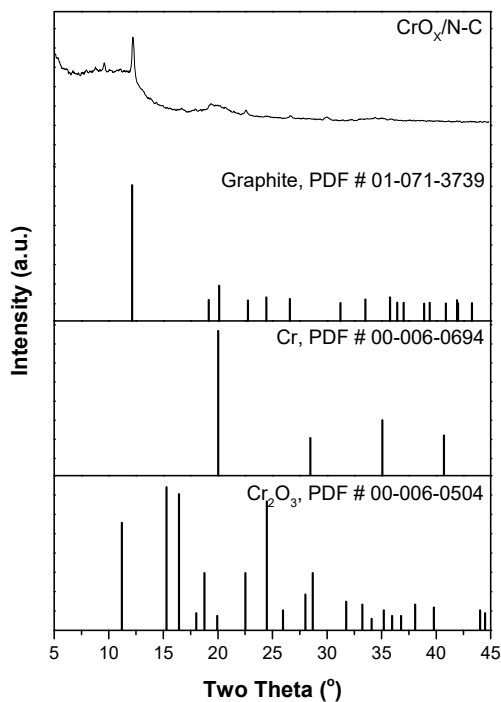 CrOₓ/N-C
Graphite, PDF # 01-071-3739
Cr, PDF # 00-006-0694
Cr₂O₃, PDF # 00-006-0504
Intensity (a.u.)
5 10 15 20 25 30 35 40 45
Two Theta (°)